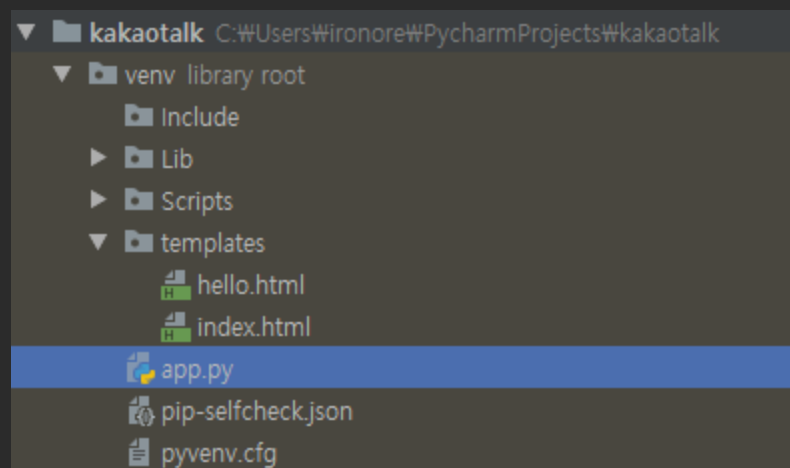 kakaotalk C:₩Users₩ironore₩PycharmProjects₩kakaotalk
venv library root
Include
Lib
Scripts
templates
hello.html
index.html
app.py
pip-selfcheck.json
pyvenv.cfg